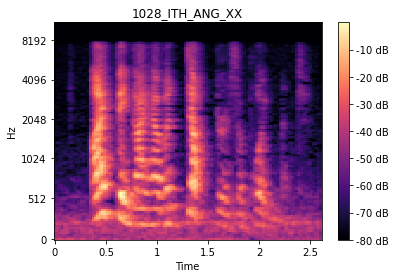 1028_ITH_ANG_XX
8192
4096
2048
1024
512
0
Hz
0
0.5
1
1.5
2
2.5
Time
-10 dB
-20 dB
-30 dB
-40 dB
-50 dB
-60 dB
-70 dB
-80 dB